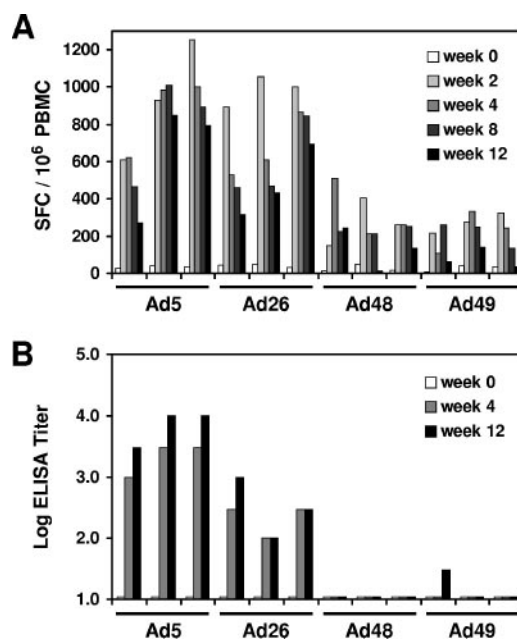 A
SFC / 10⁶ PBMC
1200
1000
800
600
400
200
0
week 0
week 2
week 4
week 8
week 12
Ad5 Ad26 Ad48 Ad49
B
Log ELISA Titer
5.0
4.0
3.0
2.0
1.0
week 0
week 4
week 12
Ad5 Ad26 Ad48 Ad49